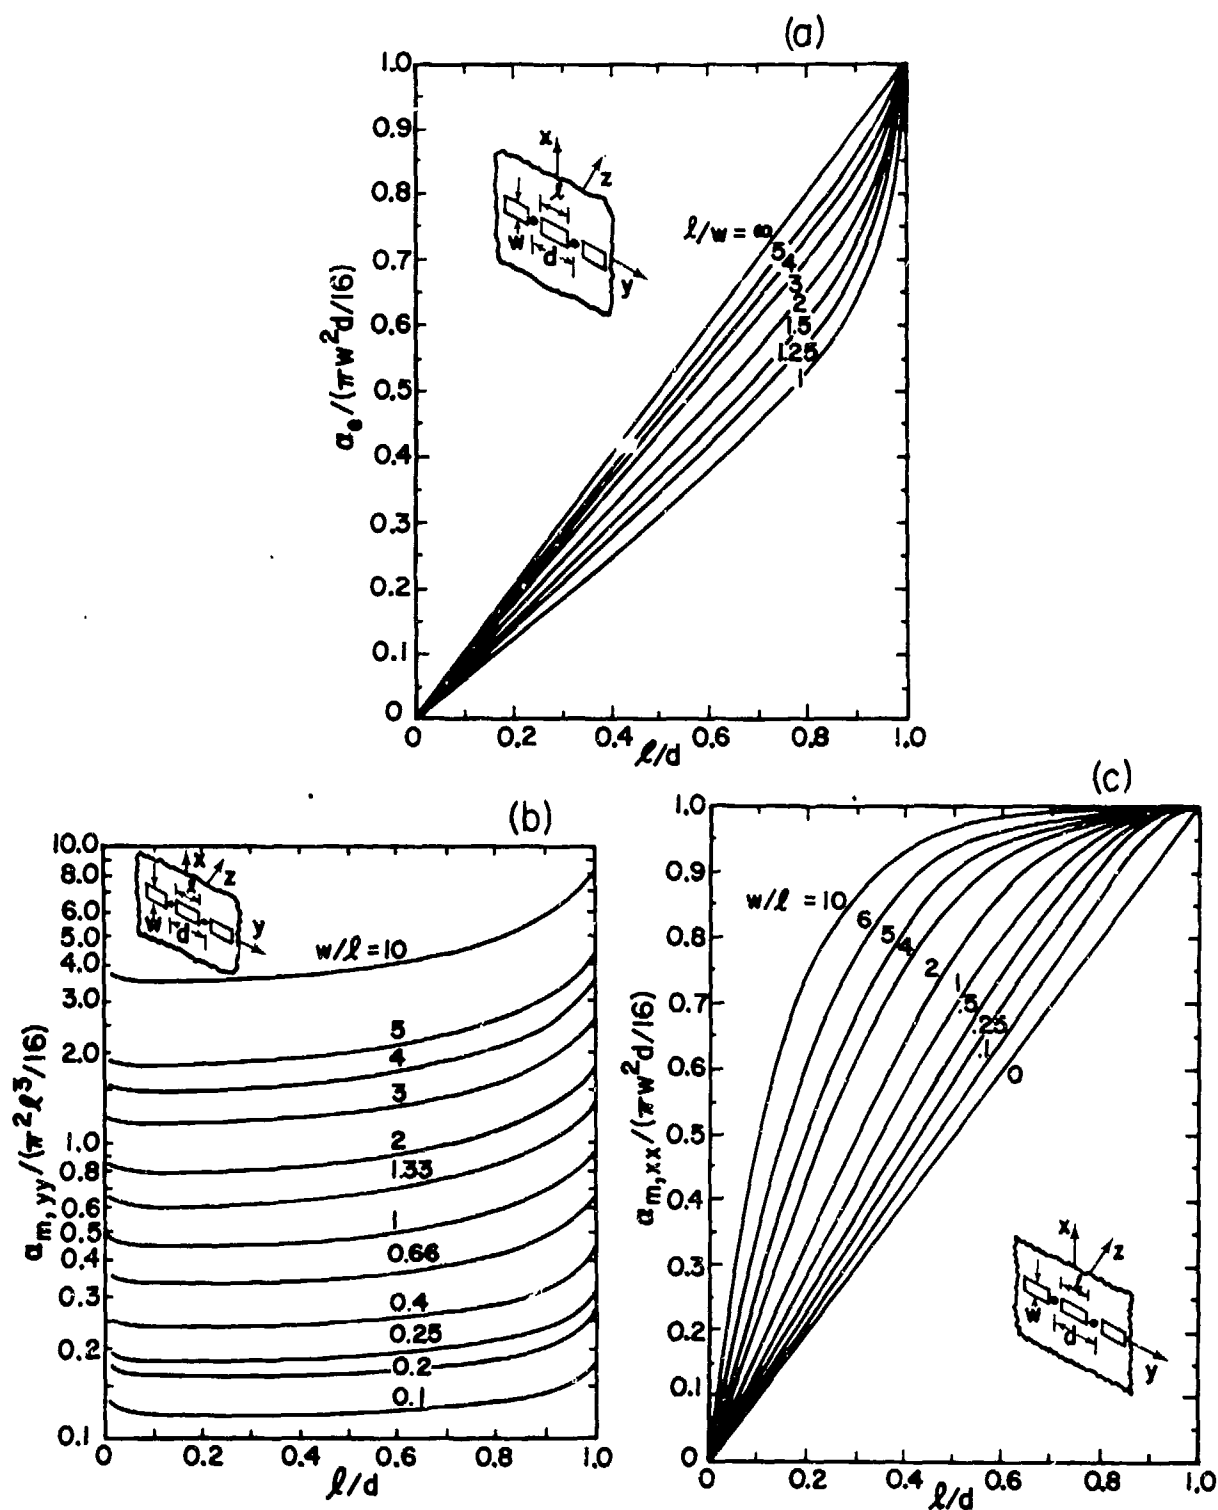 (a)
1.0
0.9
0.8
0.7
0.6
0.5
0.4
0.3
0.2
0.1
0
αe/(πw²d/16)
x
z
ℓ
w
d
y
ℓ/w = ∞
5
4
3
2
1.5
1.25
1
0 0.2 0.4 0.6 0.8 1.0
ℓ/d
(b)
10.0
8.0
6.0
5.0
4.0
3.0
2.0
1.0
0.8
0.6
0.5
0.4
0.3
0.2
0.1
αm,yy/(π²ℓ³/16)
x
z
ℓ
w
d
y
w/ℓ = 10
5
4
3
2
1.33
1
0.66
0.4
0.25
0.2
0.1
0 0.2 0.4 0.6 0.8 1.0
ℓ/d
(c)
1.0
0.9
0.8
0.7
0.6
0.5
0.4
0.3
0.2
0.1
0
αm,xx/(πw²d/16)
w/ℓ = 10
6
5
4
2
1
.5
.25
.1
0
x
z
ℓ
w
d
y
0 0.2 0.4 0.6 0.8 1.0
ℓ/d